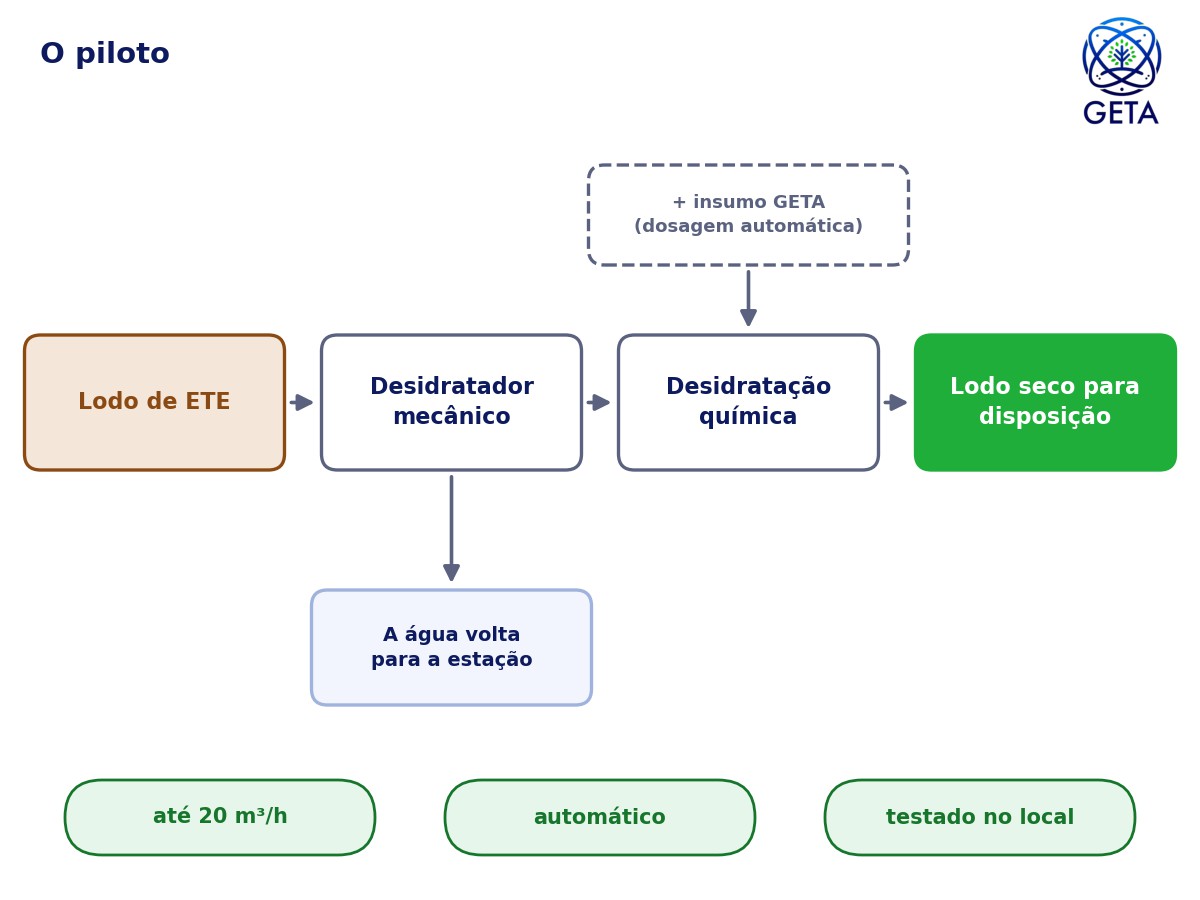 O piloto
GETA
+ insumo GETA
(dosagem automática)
Lodo de ETE
Desidratador
mecânico
Desidratação
química
Lodo seco para
disposição
A água volta
para a estação
até 20 m³/h
automático
testado no local